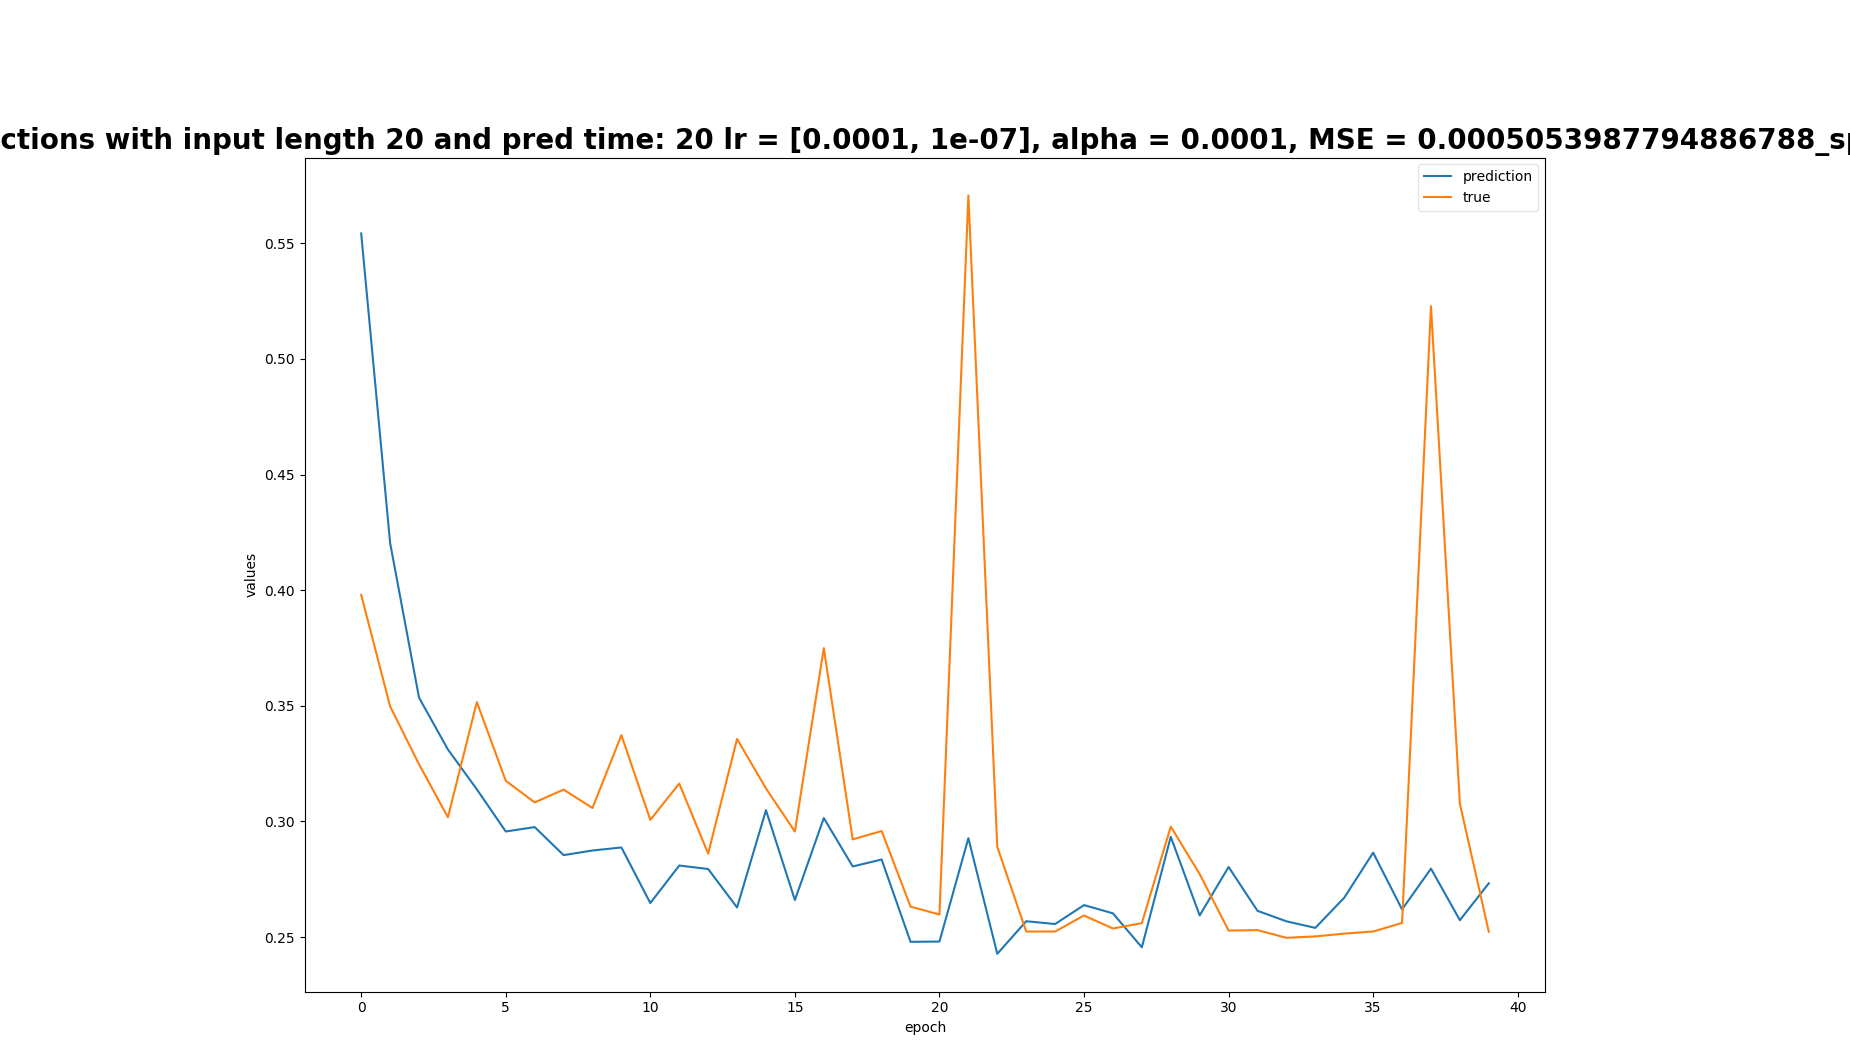 with input length 20 and pred time: 20 lr = [0.0001, 1e-07], alpha = 0.0001, MSE = 0.0005053987794886788
prediction
true
0.55
0.50
0.45
0.40
0.35
0.30
0.25
values
0 5 10 15 20 25 30 35 40
epoch